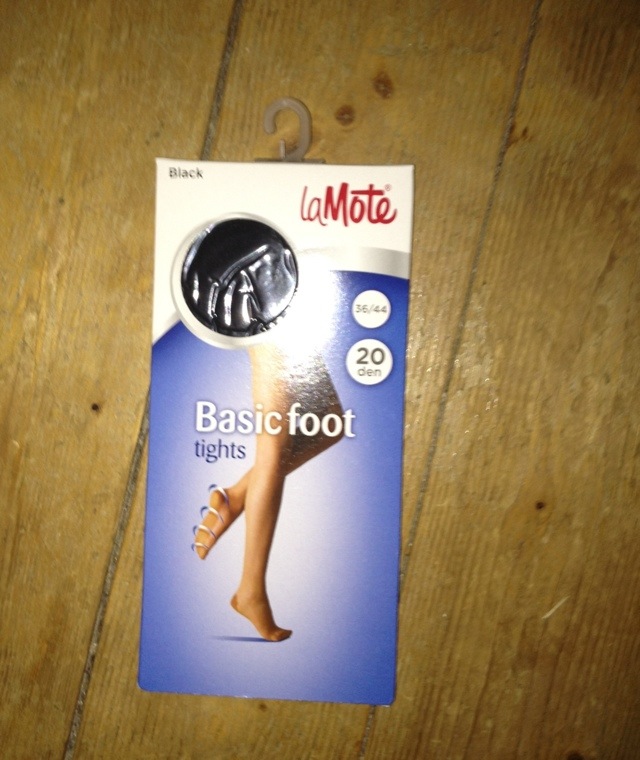 Black
laMote®
36/44
20
den
Basic foot
tights